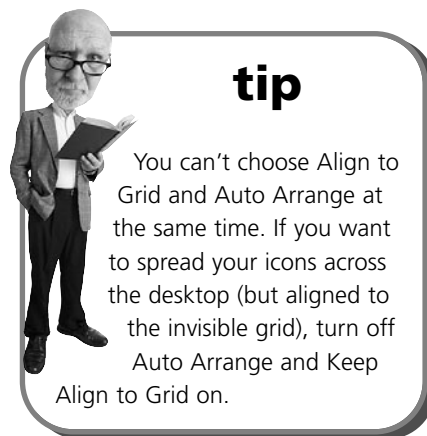 tip
You can’t choose Align to
Grid and Auto Arrange at
the same time. If you want
to spread your icons across
the desktop (but aligned to
the invisible grid), turn off
Auto Arrange and Keep
Align to Grid on.